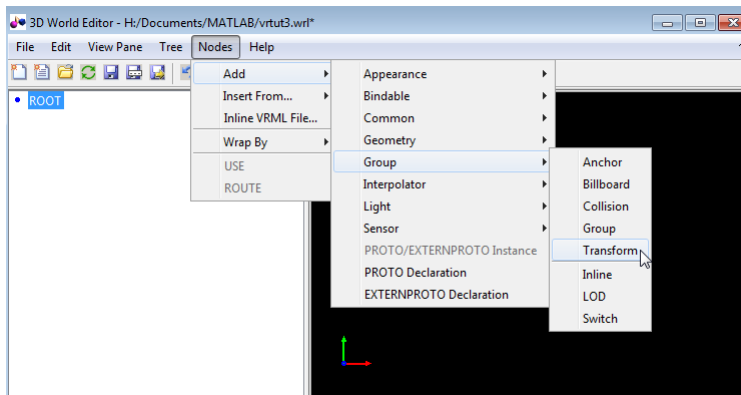 3D World Editor - H:/Documents/MATLAB/vrtut3.wrl*
File Edit View Pane Tree Nodes Help
ROOT
Add
Insert From...
Inline VRML File...
Wrap By
USE
ROUTE
Appearance
Bindable
Common
Geometry
Group
Interpolator
Light
Sensor
PROTO/EXTERNPROTO Instance
PROTO Declaration
EXTERNPROTO Declaration
Anchor
Billboard
Collision
Group
Transform
Inline
LOD
Switch